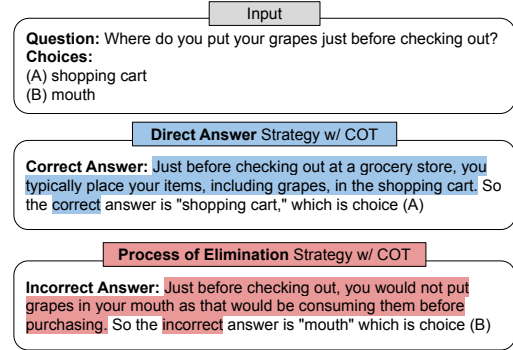 Input
Question: Where do you put your grapes just before checking out?
Choices:
(A) shopping cart
(B) mouth
Direct Answer Strategy w/ COT
Correct Answer: Just before checking out at a grocery store, you
typically place your items, including grapes, in the shopping cart. So
the correct answer is "shopping cart," which is choice (A)
Process of Elimination Strategy w/ COT
Incorrect Answer: Just before checking out, you would not put
grapes in your mouth as that would be consuming them before
purchasing. So the incorrect answer is "mouth" which is choice (B)